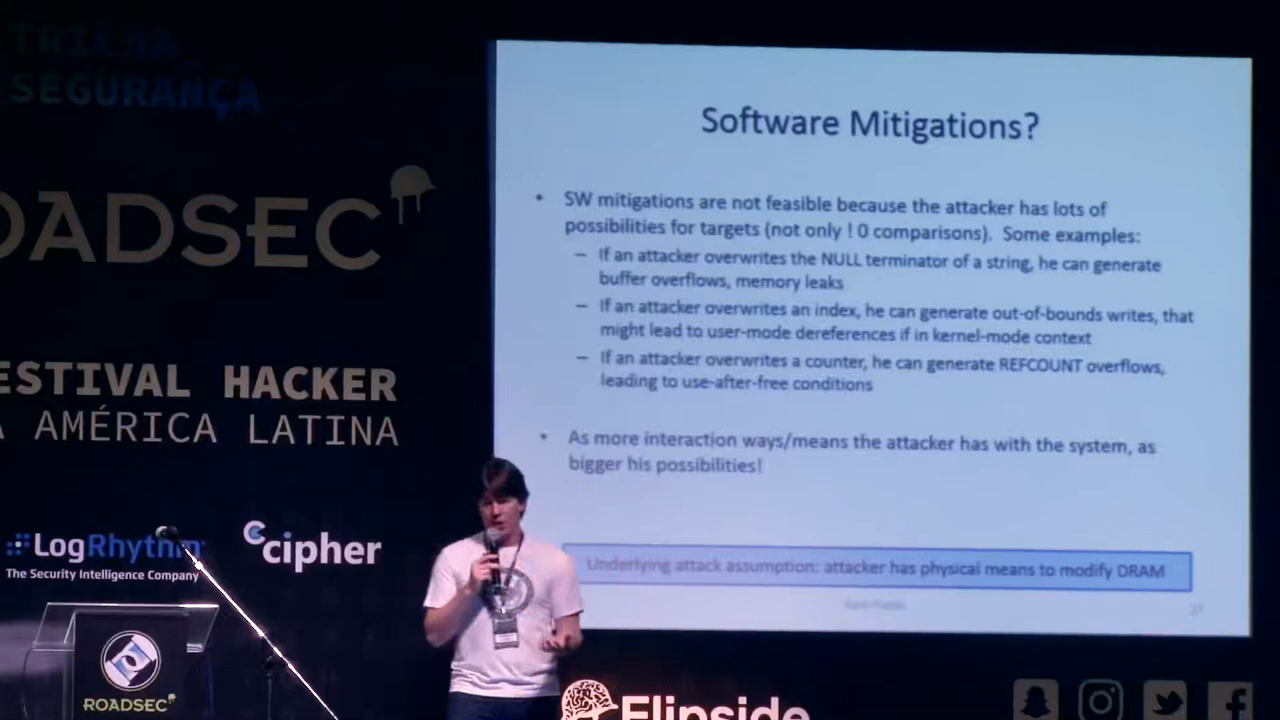 TRILHA
SEGURANÇA
OADSEC
ESTIVAL HACKER
A AMÉRICA LATINA
LogRhythm
The Security Intelligence Company
cipher
ROADSEC
Software Mitigations?
• SW mitigations are not feasible because the attacker has lots of
possibilities for targets (not only ! 0 comparisons). Some examples:
– If an attacker overwrites the NULL terminator of a string, he can generate
buffer overflows, memory leaks
– If an attacker overwrites an index, he can generate out-of-bounds writes, that
might lead to user-mode dereferences if in kernel-mode context
– If an attacker overwrites a counter, he can generate REFCOUNT overflows,
leading to use-after-free conditions
• As more interaction ways/means the attacker has with the system, as
bigger his possibilities!
Underlying attack assumption: attacker has physical means to modify DRAM
Flipside